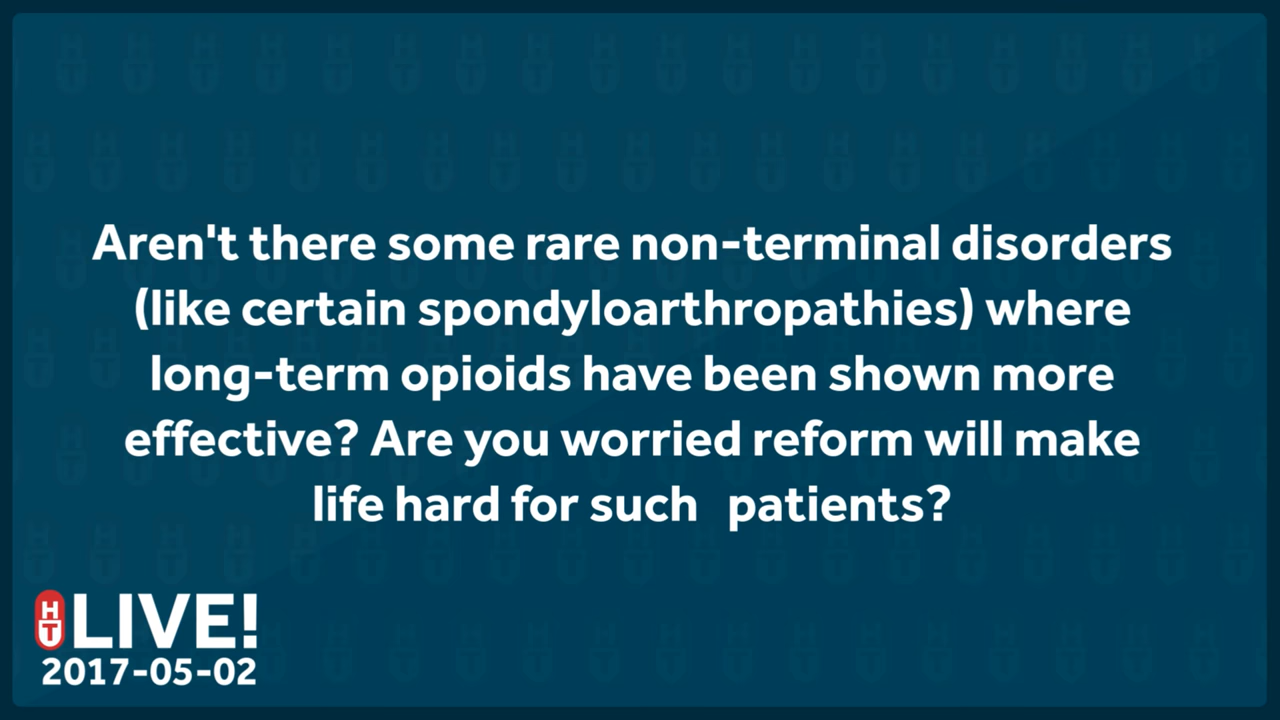 Aren't there some rare non-terminal disorders
(like certain spondyloarthropathies) where
long-term opioids have been shown more
effective? Are you worried reform will make
life hard for such patients?
HT LIVE!
2017-05-02